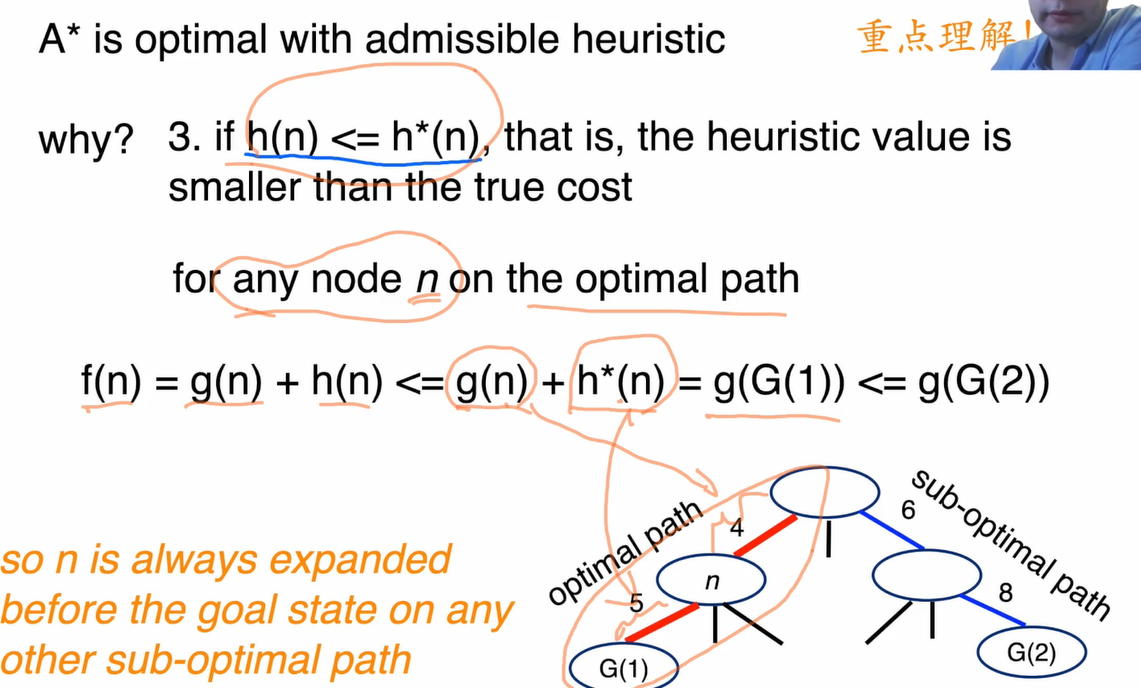 A* is optimal with admissible heuristic
重点理解!
why? 3. if h(n) <= h*(n), that is, the heuristic value is
smaller than the true cost
for any node n on the optimal path
f(n) = g(n) + h(n) <= g(n) + h*(n) = g(G(1)) <= g(G(2))
so n is always expanded
before the goal state on any
other sub-optimal path
optimal path
sub-optimal path
4
6
n
5
8
G(1)
G(2)